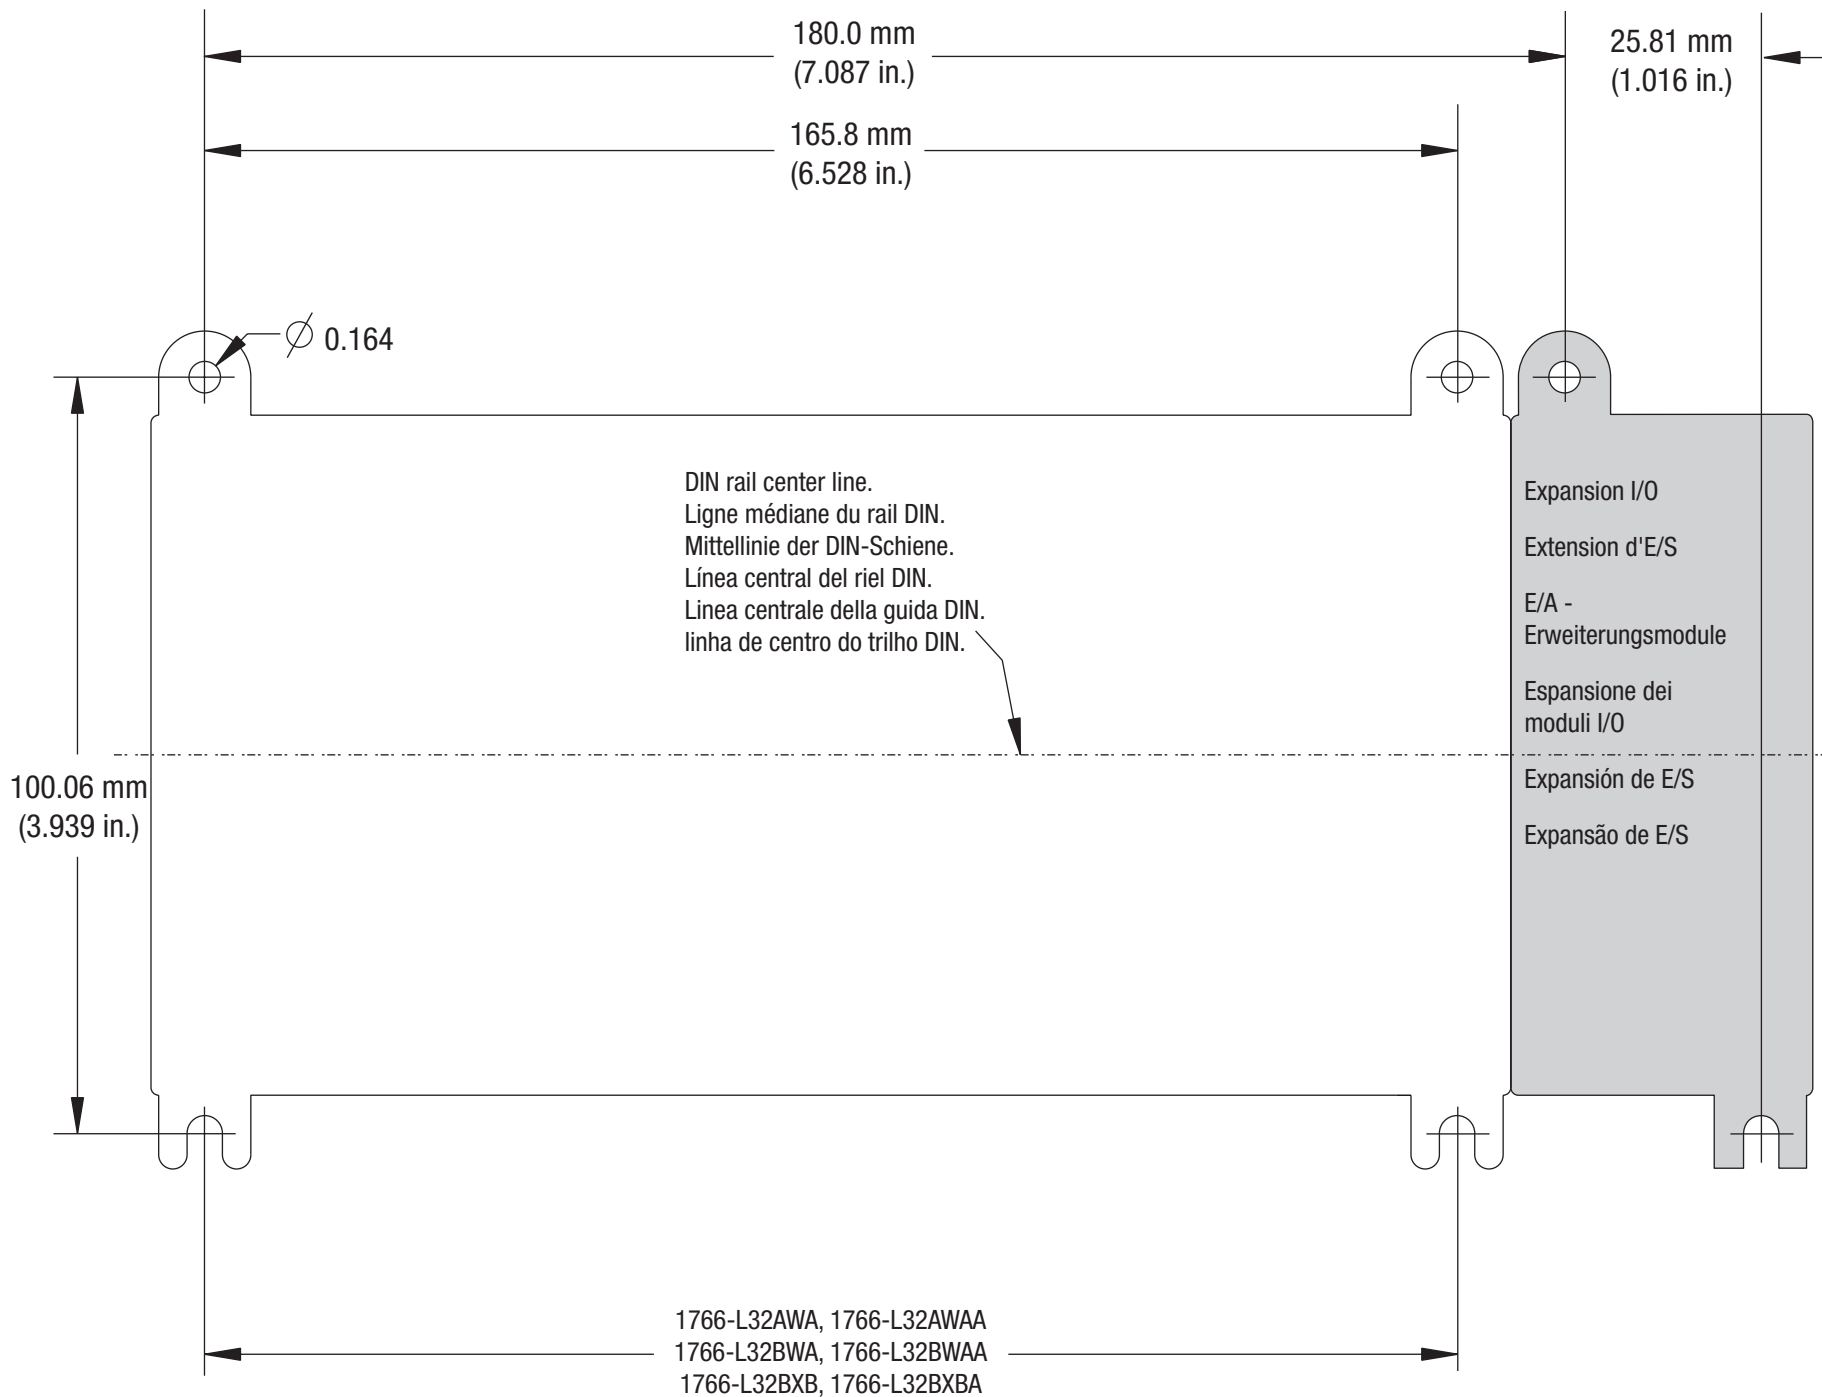 180.0 mm
(7.087 in.)
25.81 mm
(1.016 in.)
165.8 mm
(6.528 in.)
0.164
DIN rail center line.
Ligne médiane du rail DIN.
Mittellinie der DIN-Schiene.
Línea central del riel DIN.
Linea centrale della guida DIN.
linha de centro do trilho DIN.
Expansion I/O
Extension d'E/S
E/A -
Erweiterungsmodule
Espansione dei
moduli I/O
Expansión de E/S
Expansão de E/S
100.06 mm
(3.939 in.)
1766-L32AWA, 1766-L32AWAA
1766-L32BWA, 1766-L32BWAA
1766-L32BXB, 1766-L32BXBA